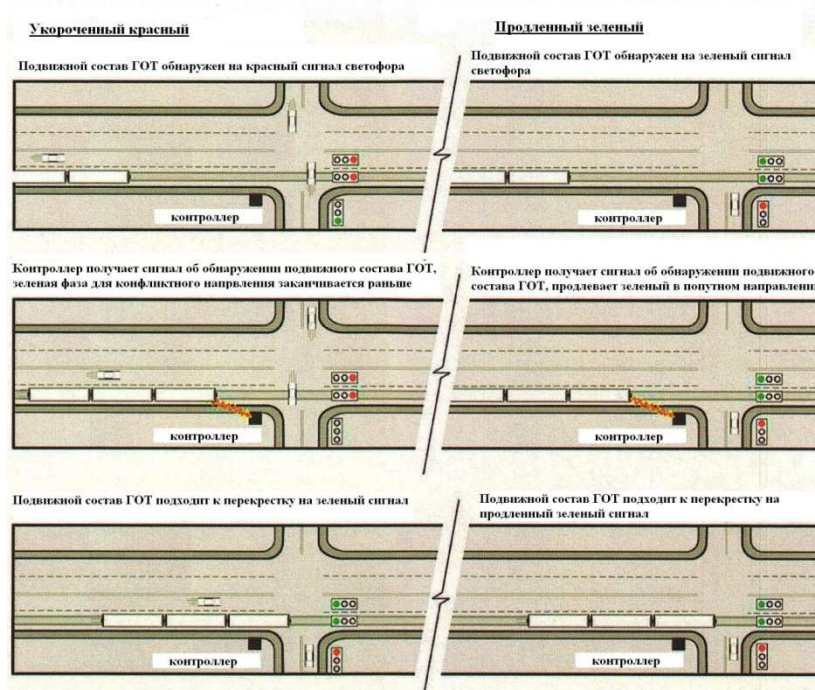 Укороченный красный
Продленный зеленый
Подвижной состав ГОТ обнаружен на красный сигнал светофора
Подвижной состав ГОТ обнаружен на зеленый сигнал
светофора
контроллер
контроллер
Контроллер получает сигнал об обнаружении подвижного состава ГОТ,
зеленая фаза для конфликтного напрвления заканчивается раньше
Контроллер получает сигнал об обнаружении подвижного
состава ГОТ, продлевает зеленый в попутном направлени
контроллер
контроллер
Подвижной состав ГОТ подходит к перекрестку на зеленый сигнал
Подвижной состав ГОТ подходит к перекрестку на
продленный зеленый сигнал
контроллер
контроллер